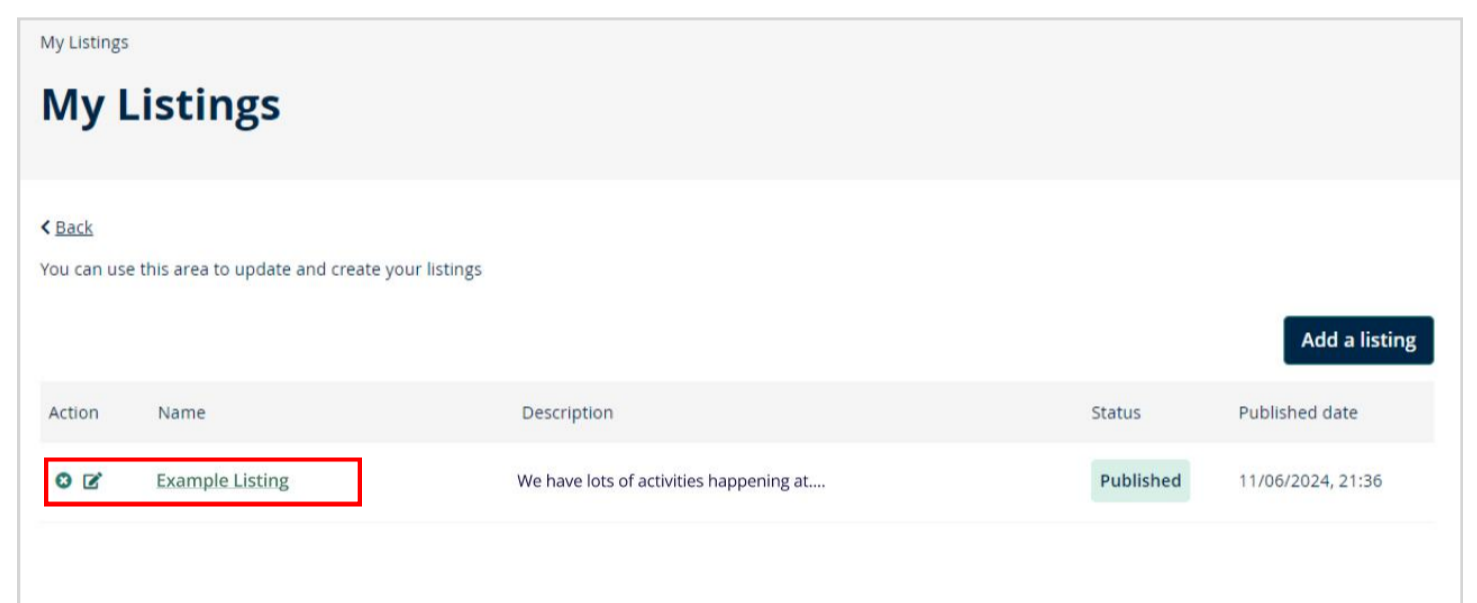 My Listings
My Listings
Back
You can use this area to update and create your listings
Add a listing
Action Name Description Status Published date
Example Listing We have lots of activities happening at.... Published 11/06/2024, 21:36